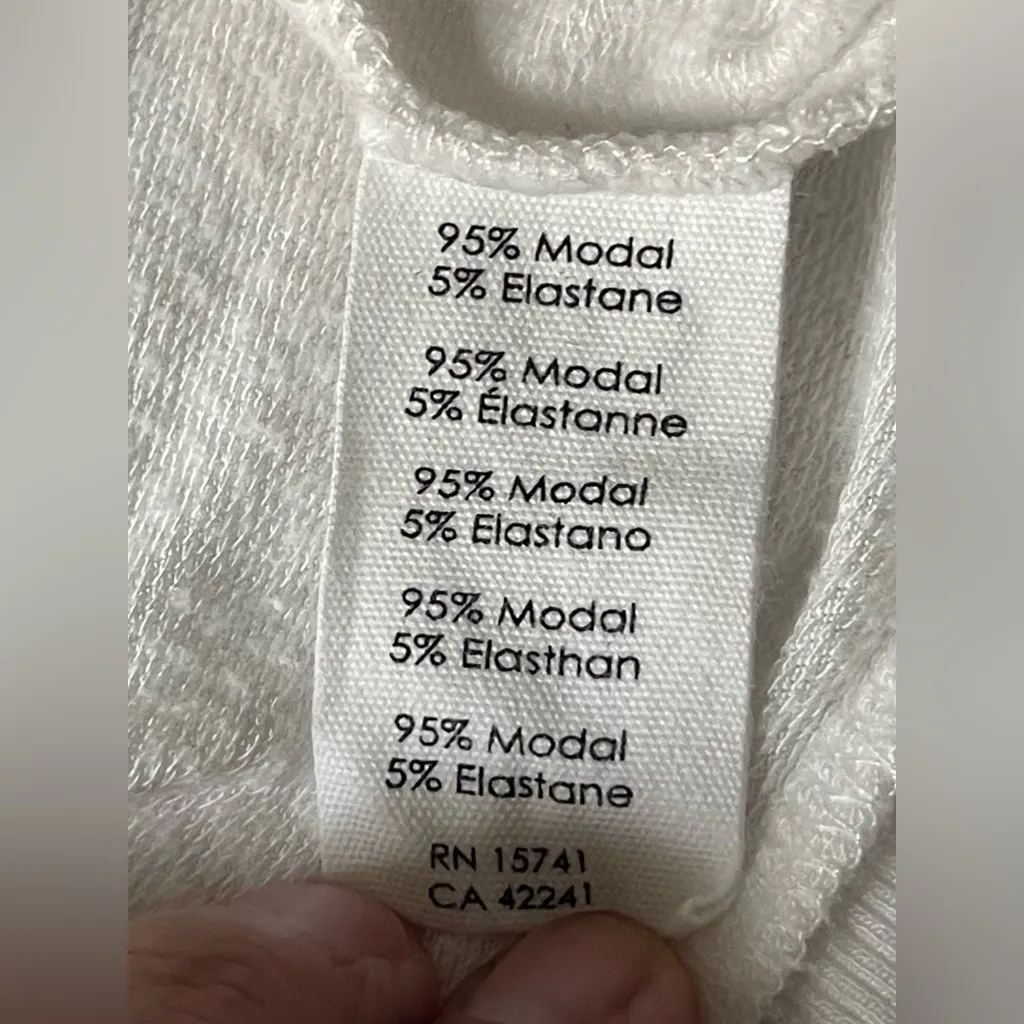 95% Modal
5% Elastane
95% Modal
5% Élastanne
95% Modal
5% Elastano
95% Modal
5% Elasthan
95% Modal
5% Elastane
RN 15741
CA 42241